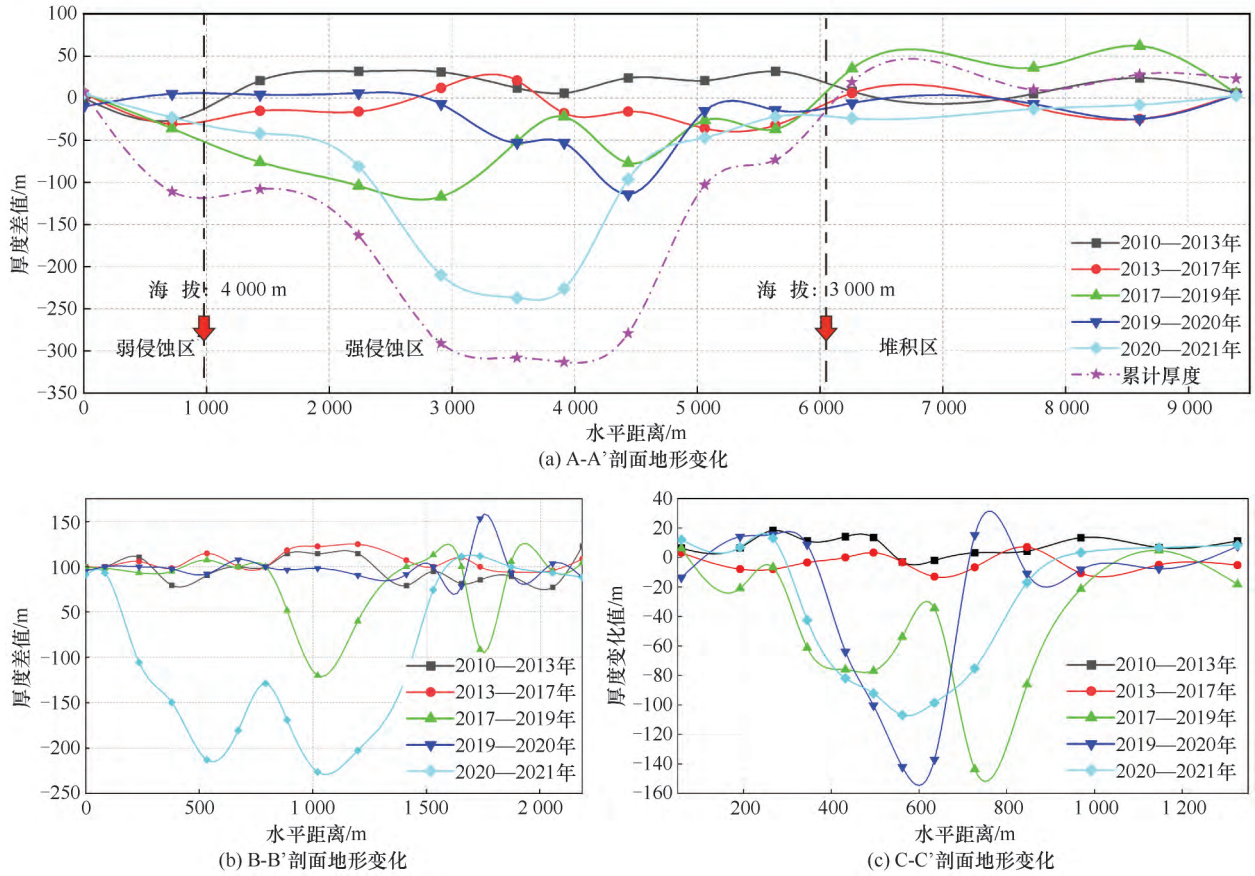 100
50
0
−50
−100
−150
−200
−250
−300
−350
厚度差值/m
海 拔: 4 000 m
海 拔: 3 000 m
弱侵蚀区
强侵蚀区
堆积区
2010—2013年
2013—2017年
2017—2019年
2019—2020年
2020—2021年
累计厚度
0 1 000 2 000 3 000 4 000 5 000 6 000 7 000 8 000 9 000
水平距离/m
(a) A-A’剖面地形变化
150
100
50
−100
−150
−200
−250
厚度差值/m
2010—2013年
2013—2017年
2017—2019年
2019—2020年
2020—2021年
0 500 1 000 1 500 2 000
水平距离/m
(b) B-B’剖面地形变化
40
20
0
−20
−40
−60
−80
−100
−120
−140
−160
厚度变化值/m
2010—2013年
2013—2017年
2017—2019年
2019—2020年
2020—2021年
200 400 600 800 1 000 1 200
水平距离/m
(c) C-C’剖面地形变化